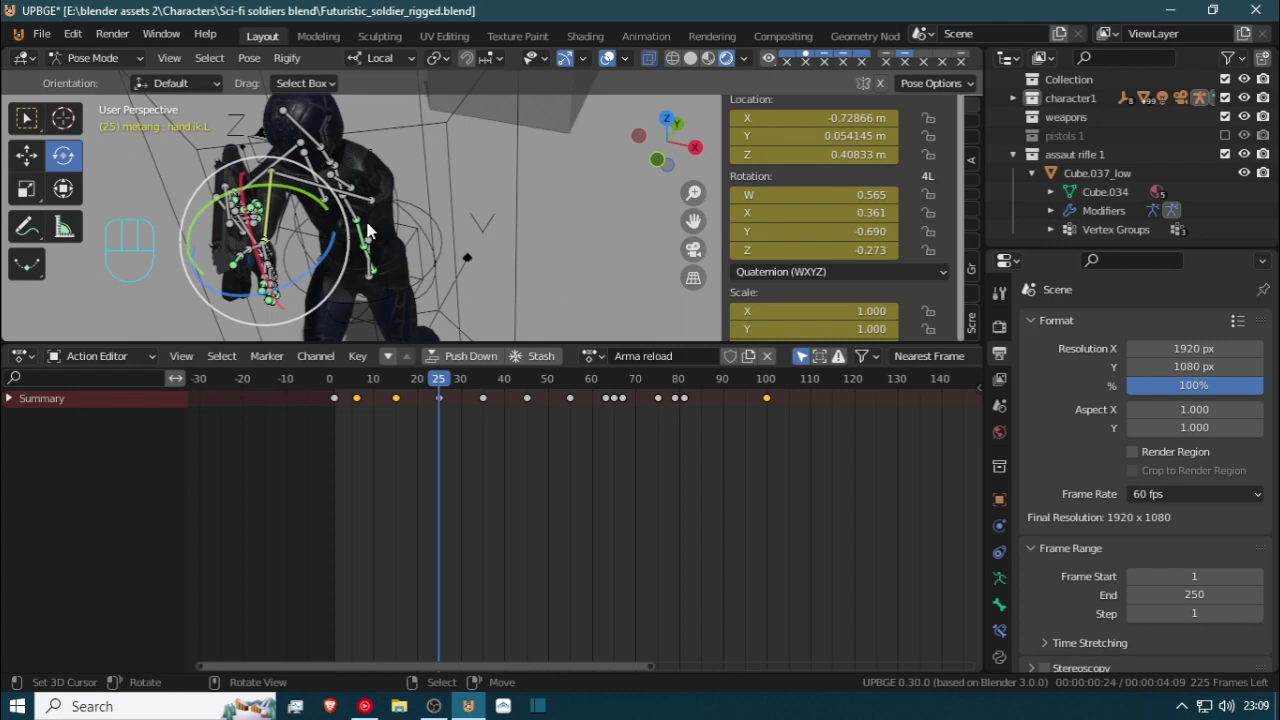 UPBGE* [E:\blender assets 2\Characters\Sci-fi soldiers blend\Futuristic_soldier_rigged.blend]
File Edit Render Window Help Layout Modeling Sculpting UV Editing Texture Paint Shading Animation Rendering Compositing Geometry Nod Scene ViewLayer
Pose Mode View Select Pose Rigify Local
Orientation: Default Drag: Select Box X Pose Options
User Perspective
(25) metarig : hand.ik.L
Z
Y
Z
Y
X
Location:
X -0.72866 m
Y 0.054145 m
Z 0.40833 m
Rotation: 4L
W 0.565
X 0.361
Y -0.690
Z -0.273
Quaternion (WXYZ)
Scale:
X 1.000
Y 1.000
A
Gr
Scre
Collection
character1
weapons
pistols 1
assaut rifle 1
Cube.037_low
Cube.034
Modifiers
Vertex Groups
Scene
Format
Resolution X 1920 px
Y 1080 px
% 100%
Aspect X 1.000
Y 1.000
Render Region
Crop to Render Region
Frame Rate 60 fps
Final Resolution: 1920 x 1080
Frame Range
Frame Start 1
End 250
Step 1
Time Stretching
Stereoscopy
Action Editor View Select Marker Channel Key Push Down Stash Arma reload Nearest Frame
-30 -20 -10 0 10 20 25 30 40 50 60 70 80 90 100 110 120 130 140
Summary
Set 3D Cursor Rotate Rotate View Select Move UPBGE 0.30.0 (based on Blender 3.0.0) 00:00:00:24 / 00:00:04:09 225 Frames Left
Search 23:09